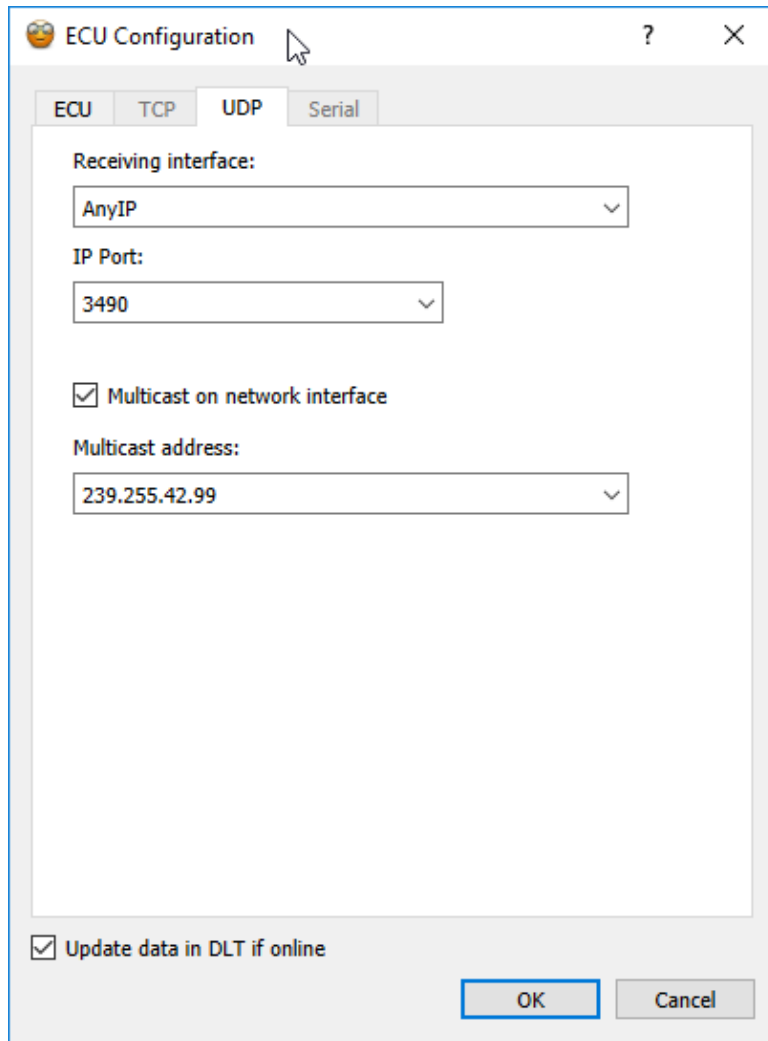 ECU Configuration ?
ECU TCP UDP Serial
Receiving interface:
AnyIP
IP Port:
3490
Multicast on network interface
Multicast address:
239.255.42.99
Update data in DLT if online
OK Cancel